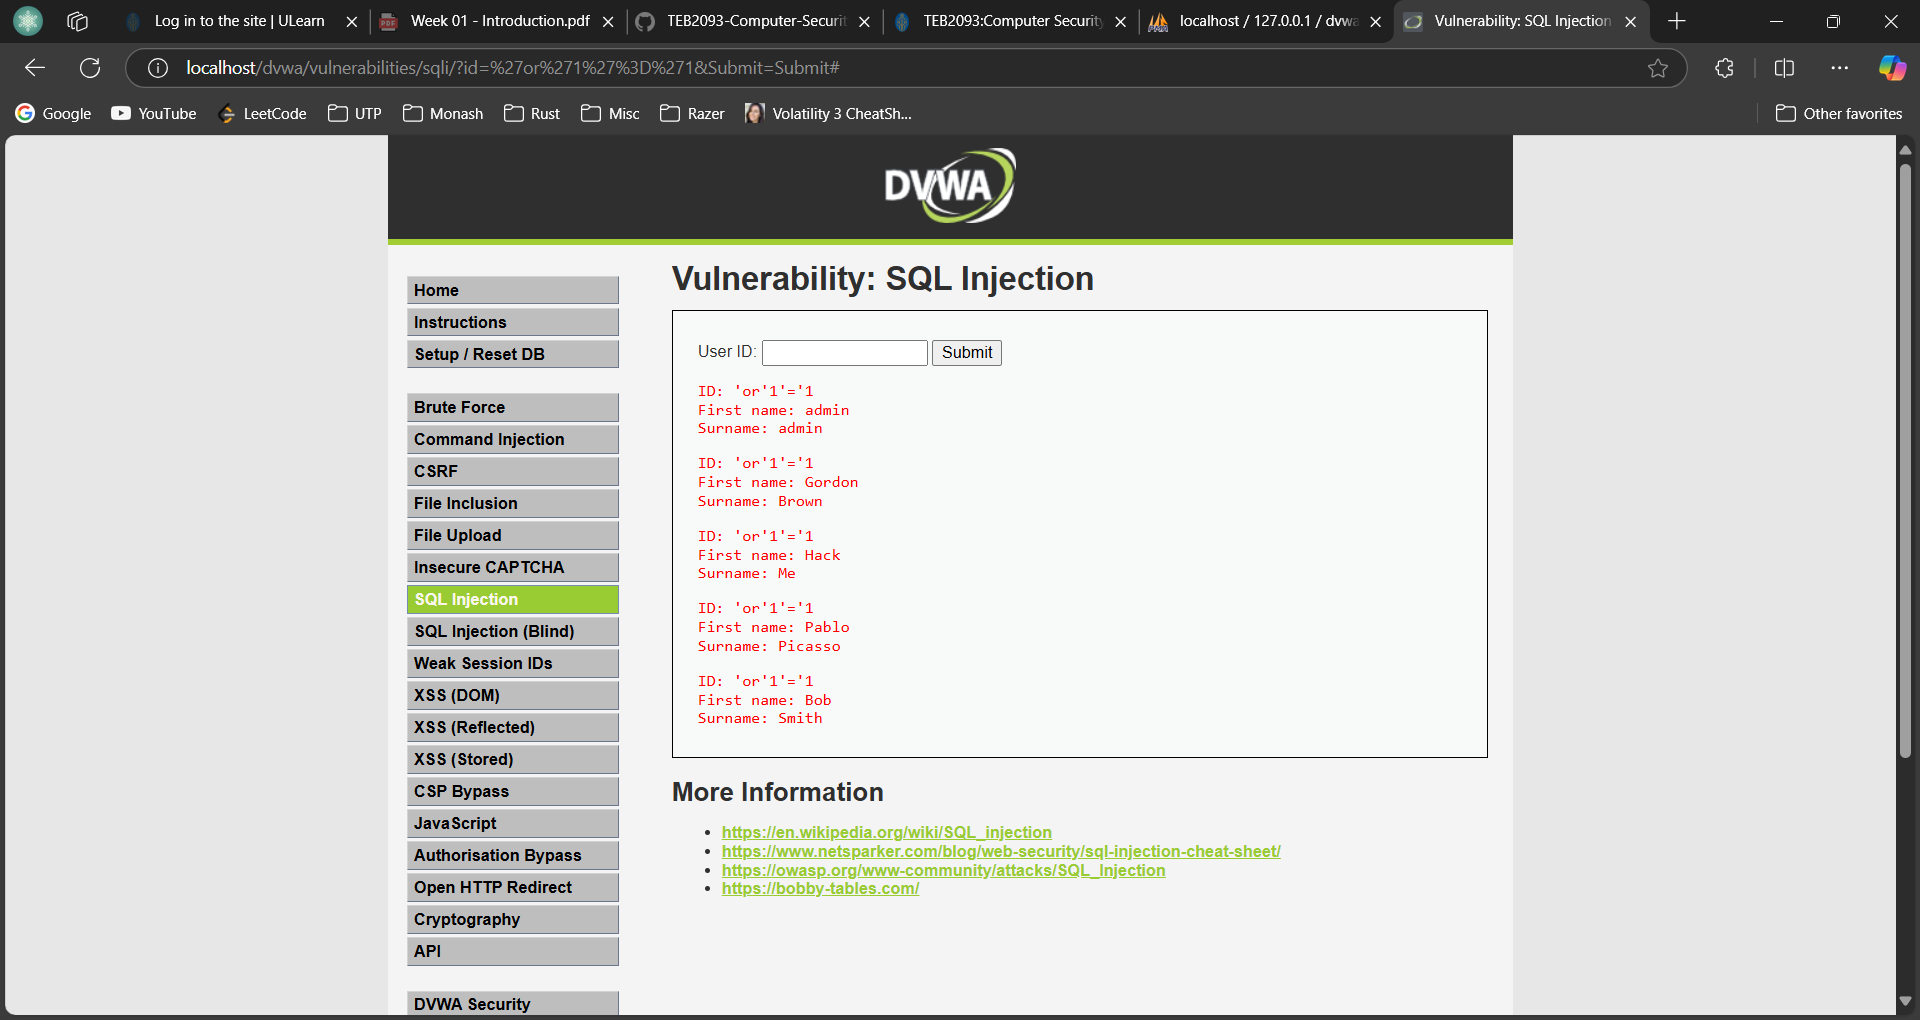 Log in to the site | ULearn
Week 01 - Introduction.pdf
TEB2093-Computer-Securit
TEB2093:Computer Security
localhost / 127.0.0.1 / dvwa
Vulnerability: SQL Injection
localhost/dvwa/vulnerabilities/sqli/?id=%27or%271%27%3D%271&Submit=Submit#
Google
YouTube
LeetCode
UTP
Monash
Rust
Misc
Razer
Volatility 3 CheatSh...
Other favorites
DVWA
Home
Instructions
Setup / Reset DB
Brute Force
Command Injection
CSRF
File Inclusion
File Upload
Insecure CAPTCHA
SQL Injection
SQL Injection (Blind)
Weak Session IDs
XSS (DOM)
XSS (Reflected)
XSS (Stored)
CSP Bypass
JavaScript
Authorisation Bypass
Open HTTP Redirect
Cryptography
API
DVWA Security
Vulnerability: SQL Injection
User ID:
Submit
ID: 'or'1'='1
First name: admin
Surname: admin
ID: 'or'1'='1
First name: Gordon
Surname: Brown
ID: 'or'1'='1
First name: Hack
Surname: Me
ID: 'or'1'='1
First name: Pablo
Surname: Picasso
ID: 'or'1'='1
First name: Bob
Surname: Smith
More Information
https://en.wikipedia.org/wiki/SQL_injection
https://www.netsparker.com/blog/web-security/sql-injection-cheat-sheet/
https://owasp.org/www-community/attacks/SQL_Injection
https://bobby-tables.com/